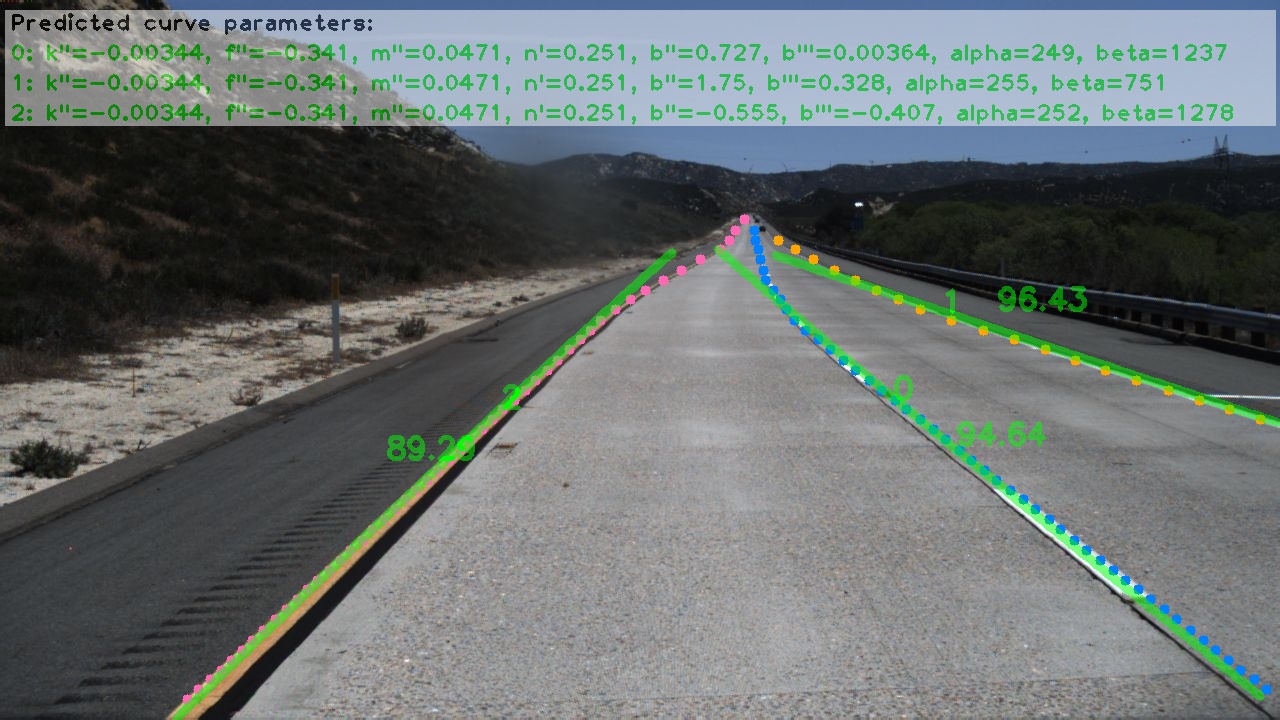 Predicted curve parameters:
0: k''=-0.00344, f''=-0.341, m''=0.0471, n'=0.251, b''=0.727, b'''=0.00364, alpha=249, beta=1237
1: k''=-0.00344, f''=-0.341, m''=0.0471, n'=0.251, b''=1.75, b'''=0.328, alpha=255, beta=751
2: k''=-0.00344, f''=-0.341, m''=0.0471, n'=0.251, b''=-0.555, b'''=-0.407, alpha=252, beta=1278
1 96.43
2
0
94.64
89.29